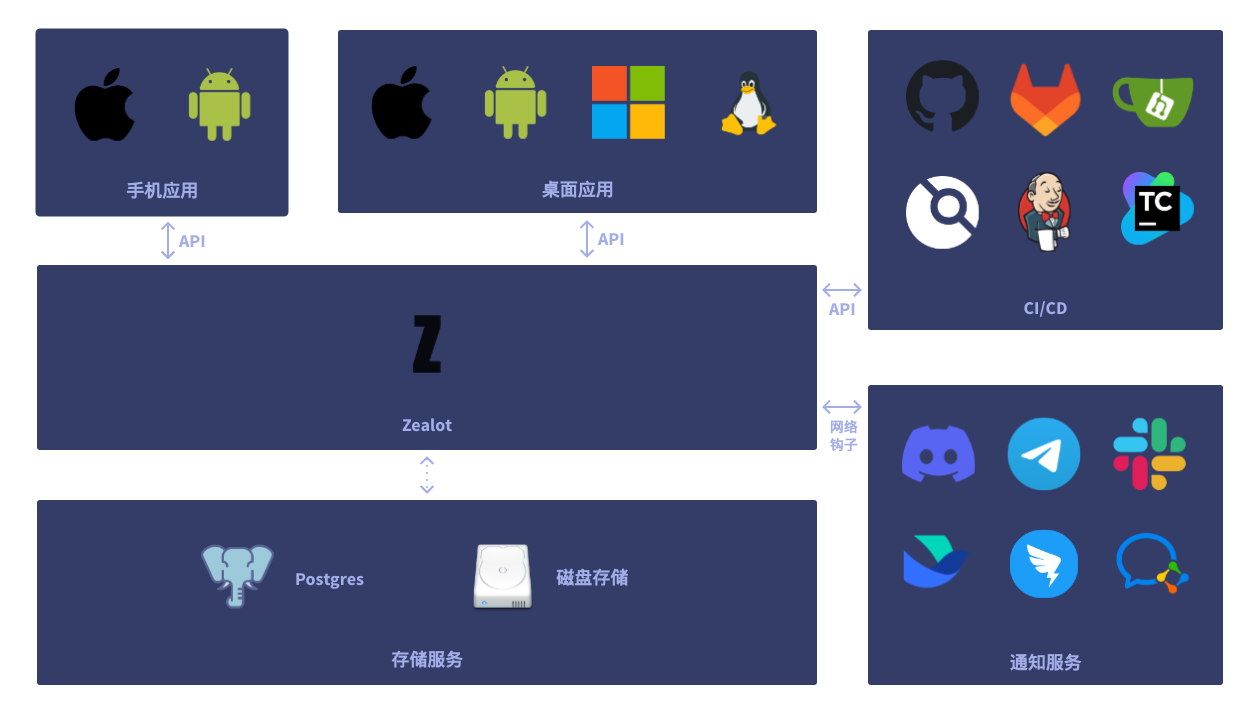 手机应用
桌面应用
API
API
Z
Zealot
API
TC
CI/CD
网络
钩子
Postgres
磁盘存储
存储服务
通知服务